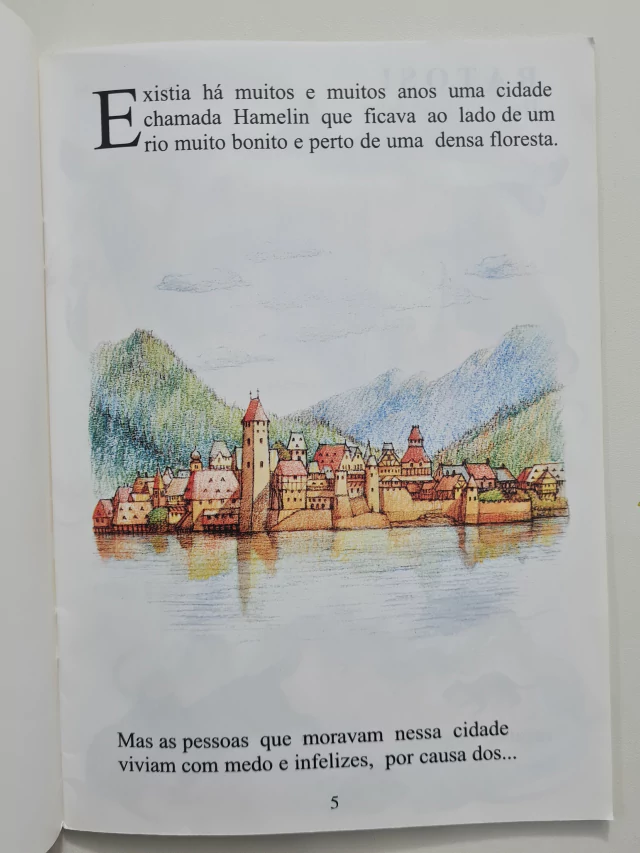 Existia há muitos e muitos anos uma cidade
chamada Hamelin que ficava ao lado de um
rio muito bonito e perto de uma densa floresta.
Mas as pessoas que moravam nessa cidade
viviam com medo e infelizes, por causa dos...
5